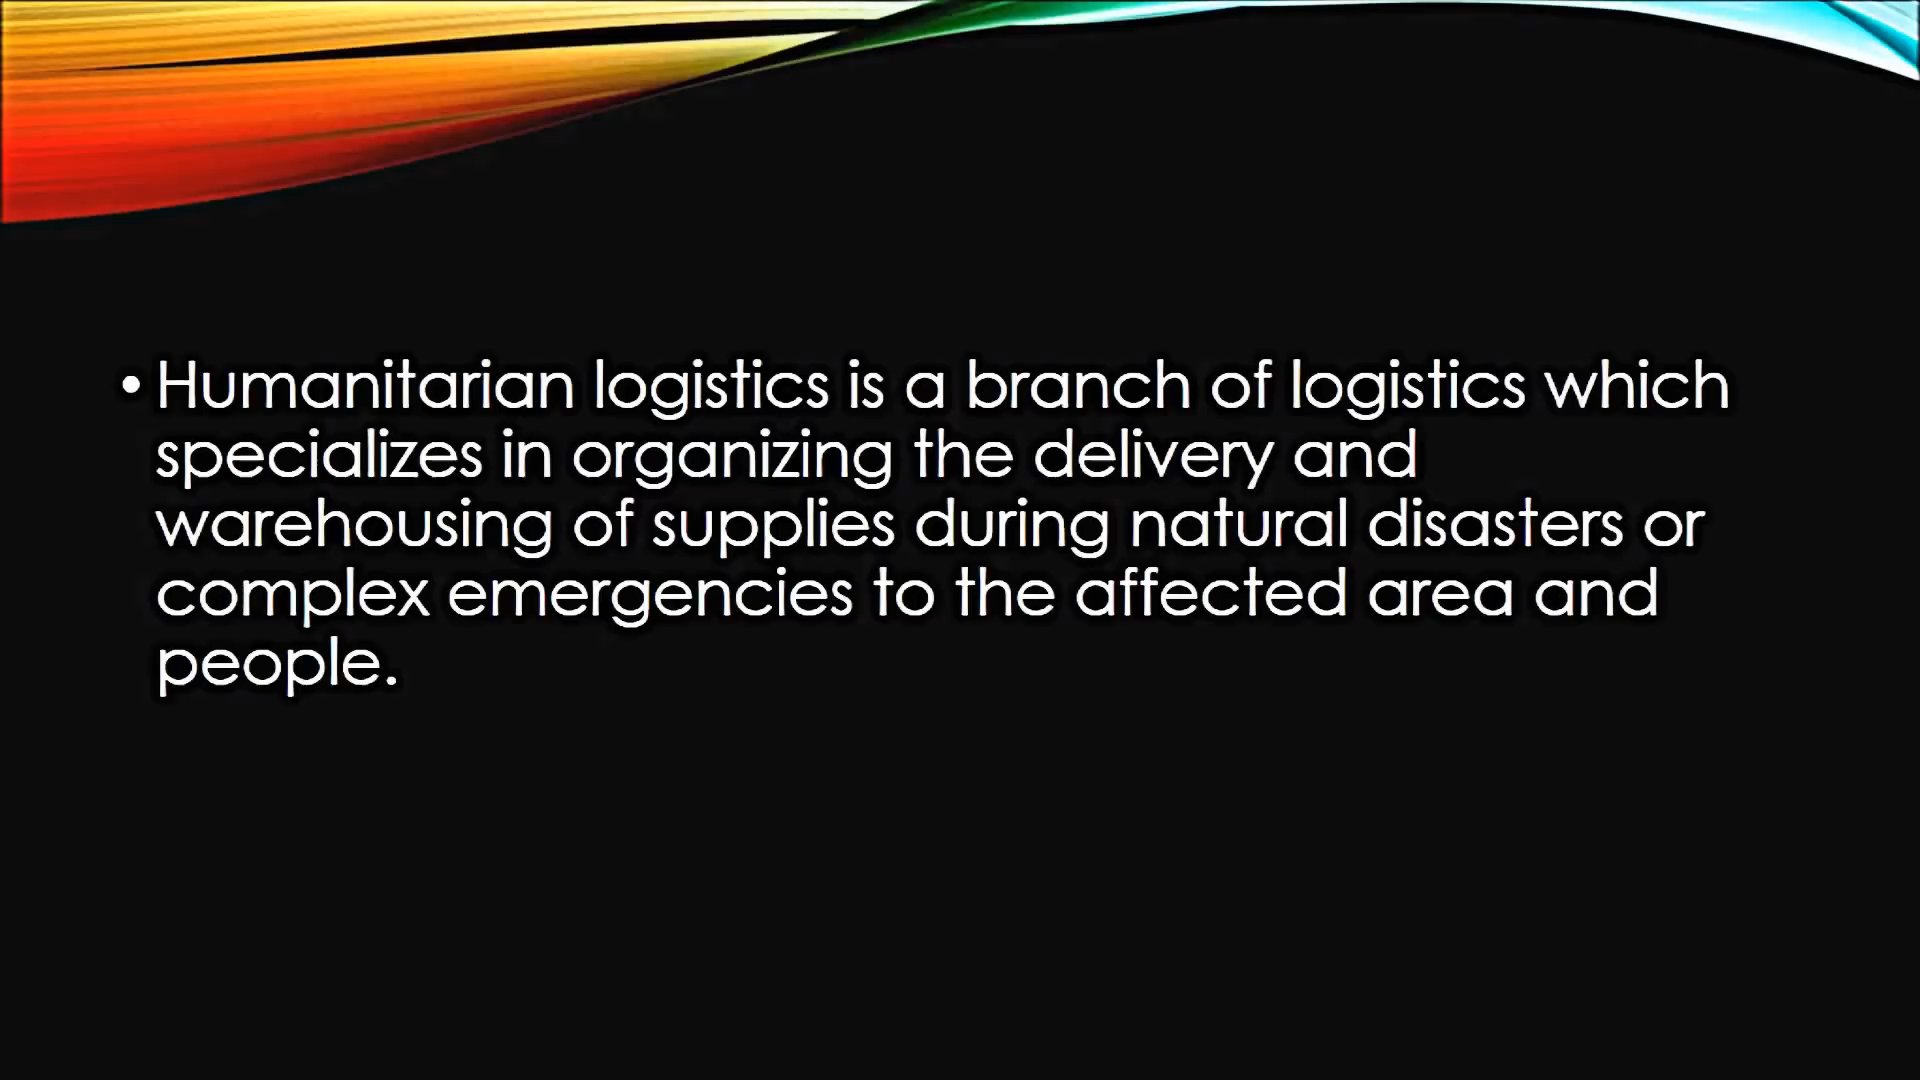 • Humanitarian logistics is a branch of logistics which
specializes in organizing the delivery and
warehousing of supplies during natural disasters or
complex emergencies to the affected area and
people.